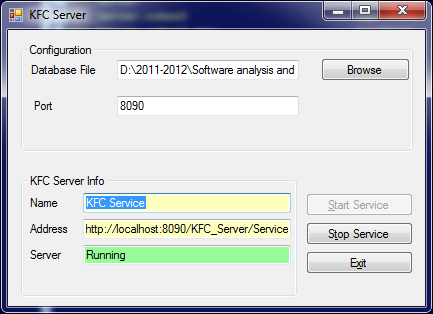 KFC Server
Configuration
Database File D:\2011-2012\Software analysis and Browse
Port 8090
KFC Server Info
Name KFC Service Start Service
Address http://localhost:8090/KFC_Server/Service Stop Service
Server Running Exit